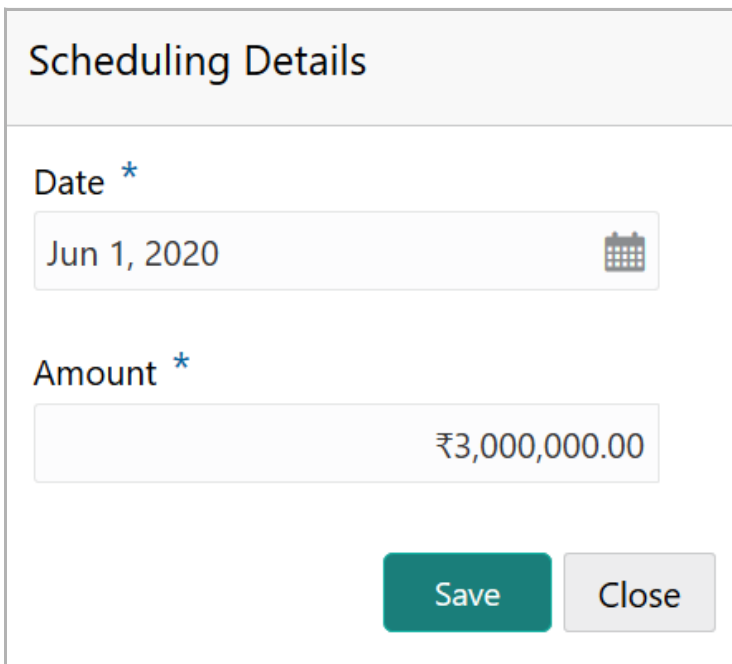 Scheduling Details
Date *
Jun 1, 2020
Amount *
₹3,000,000.00
Save Close